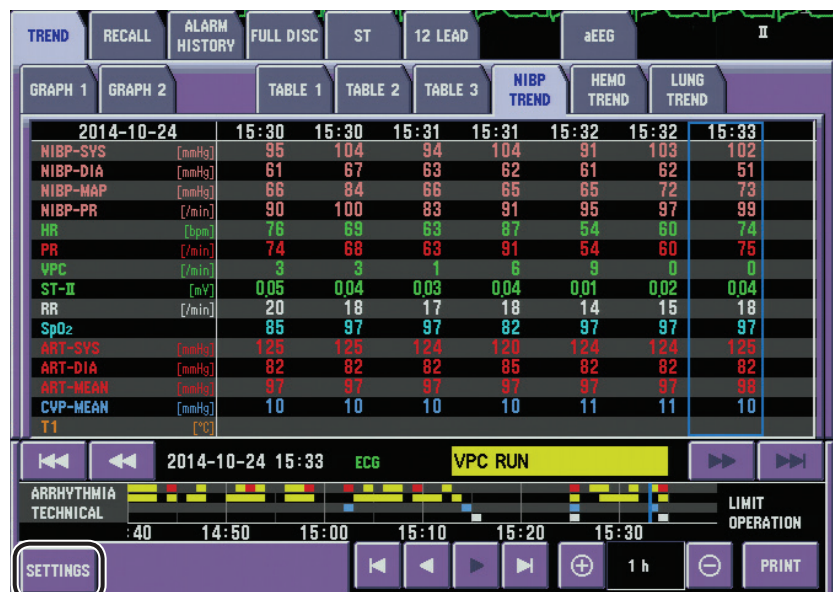 TREND RECALL ALARM HISTORY FULL DISC ST 12 LEAD aEEG II
GRAPH 1 GRAPH 2 TABLE 1 TABLE 2 TABLE 3 NIBP TREND HEMO TREND LUNG TREND
2014-10-24 15:30 15:30 15:31 15:31 15:32 15:32 15:33
NIBP-SYS [mmHg] 95 104 94 104 91 103 102
NIBP-DIA [mmHg] 61 67 63 62 61 62 51
NIBP-MAP [mmHg] 66 84 66 65 65 72 73
NIBP-PR [/min] 90 100 83 91 95 97 99
HR [bpm] 76 69 63 87 54 60 74
PR [/min] 74 68 63 91 54 60 75
VPC [/min] 3 3 1 6 9 0 0
ST-II [mV] 0.05 0.04 0.03 0.04 0.01 0.02 0.04
RR [/min] 20 18 17 18 14 15 18
SpO2 85 97 97 82 97 97 97
ART-SYS [mmHg] 125 125 124 120 124 124 125
ART-DIA [mmHg] 82 82 82 85 82 82 82
ART-MEAN [mmHg] 97 97 97 97 97 97 98
CVP-MEAN [mmHg] 10 10 10 10 11 11 10
T1 [°C]
2014-10-24 15:33 ECG VPC RUN
ARRHYTHMIA
TECHNICAL
LIMIT
OPERATION
:40 14:50 15:00 15:10 15:20 15:30
SETTINGS 1 h PRINT